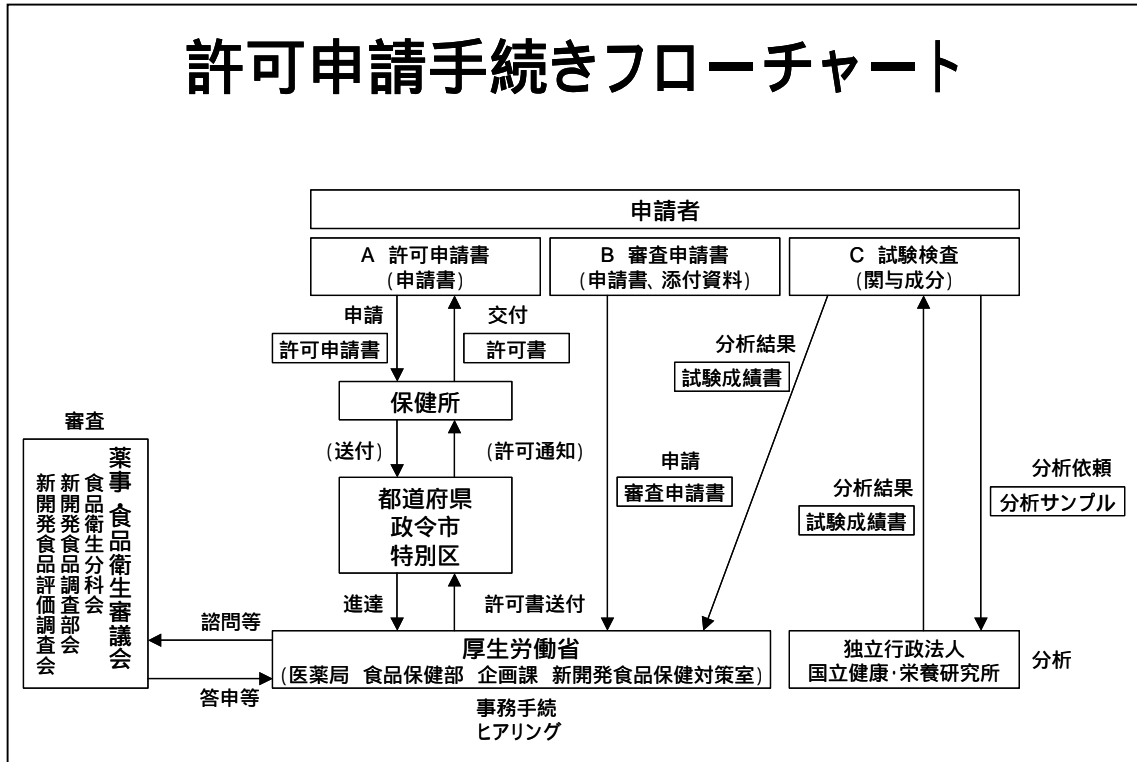 許可申請手続きフローチャート
申請者
A 許可申請書
(申請書)
B 審査申請書
(申請書、添付資料)
C 試験検査
(関与成分)
申請
許可申請書
交付
許可書
分析結果
試験成績書
保健所
審査
(送付)
(許可通知)
申請
審査申請書
分析結果
試験成績書
分析依頼
分析サンプル
薬事 食品衛生審議会
食品衛生分科会
新開発食品調査部会
新開発食品評価調査会
都道府県
政令市
特別区
進達
許可書送付
諮問等
答申等
厚生労働省
(医薬局 食品保健部 企画課 新開発食品保健対策室)
事務手続
ヒアリング
独立行政法人
国立健康・栄養研究所
分析